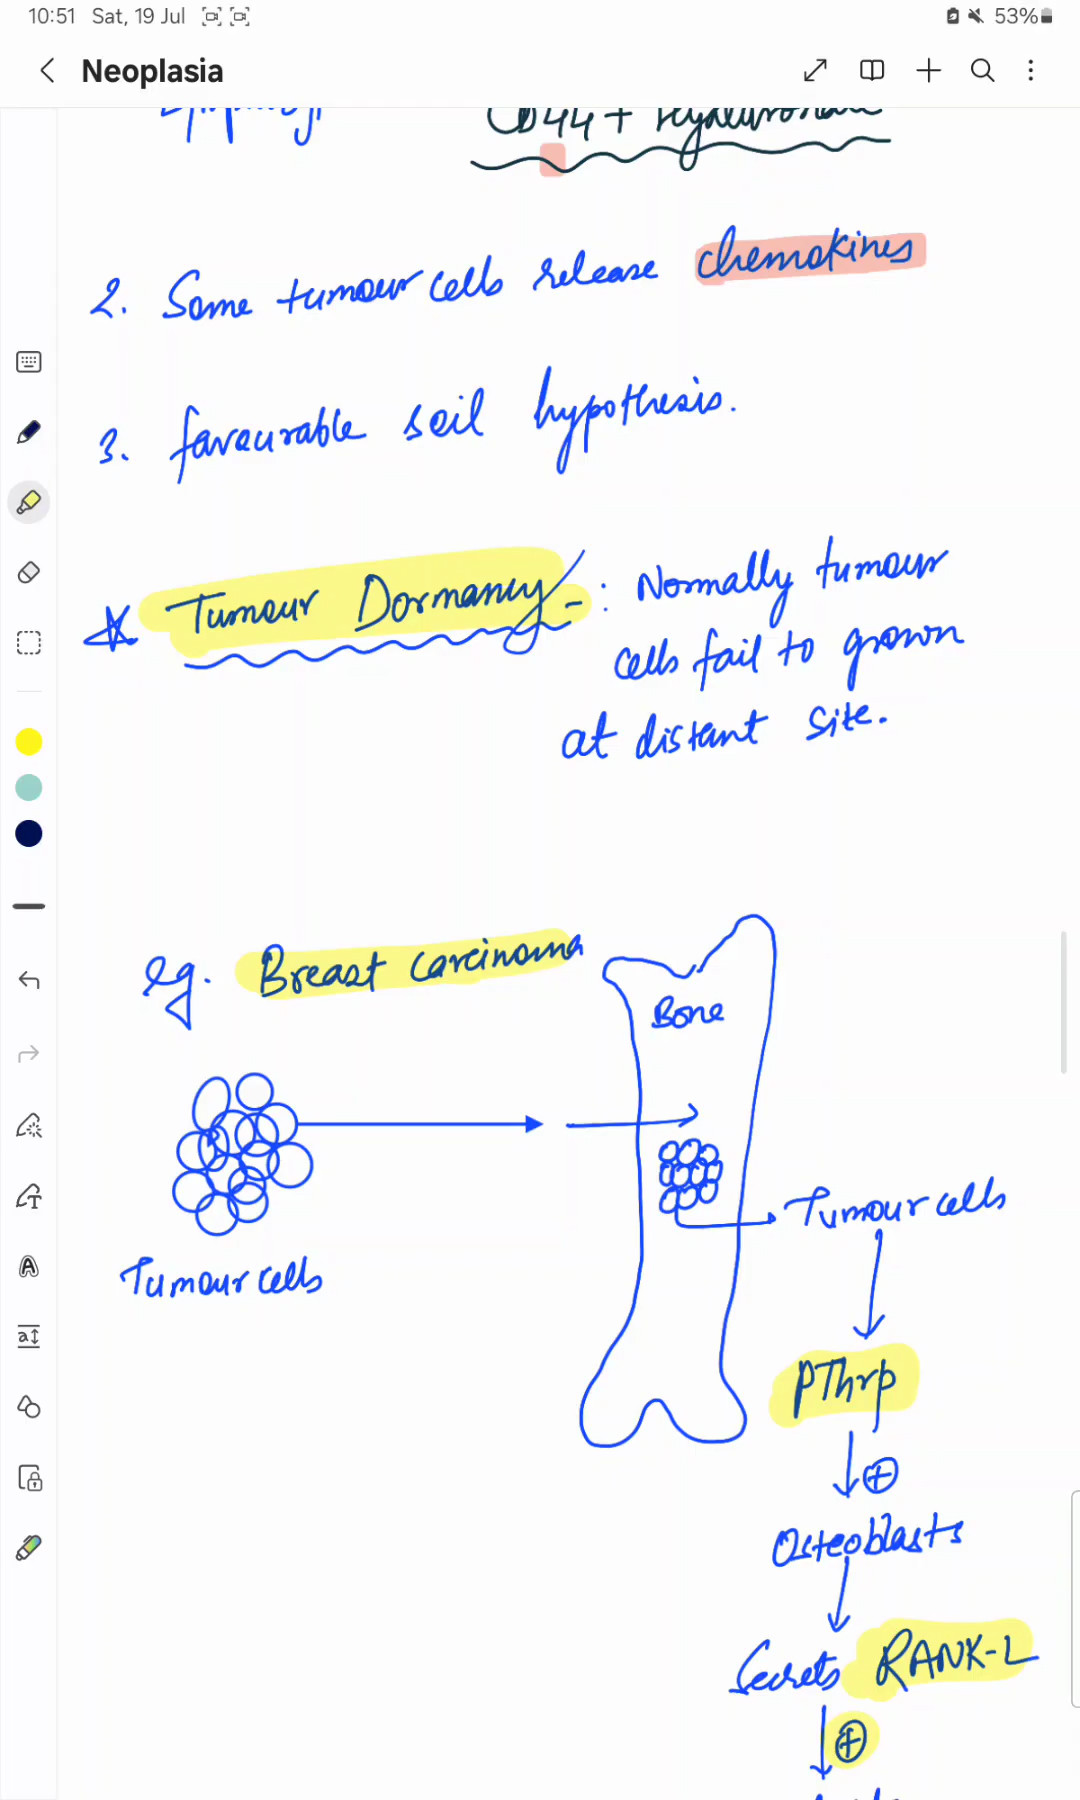 10:51 Sat, 19 Jul
53%
Neoplasia
CD44 + Hyaluronate
2. Some tumour cells release chemokines
3. favourable soil hypothesis.
Tumour Dormancy -: Normally tumour
cells fail to grown
at distant site.
eg. Breast Carcinoma
Bone
Tumour cells
Tumour cells
PThrp
+
Osteoblasts
Secrets RANK-L
+